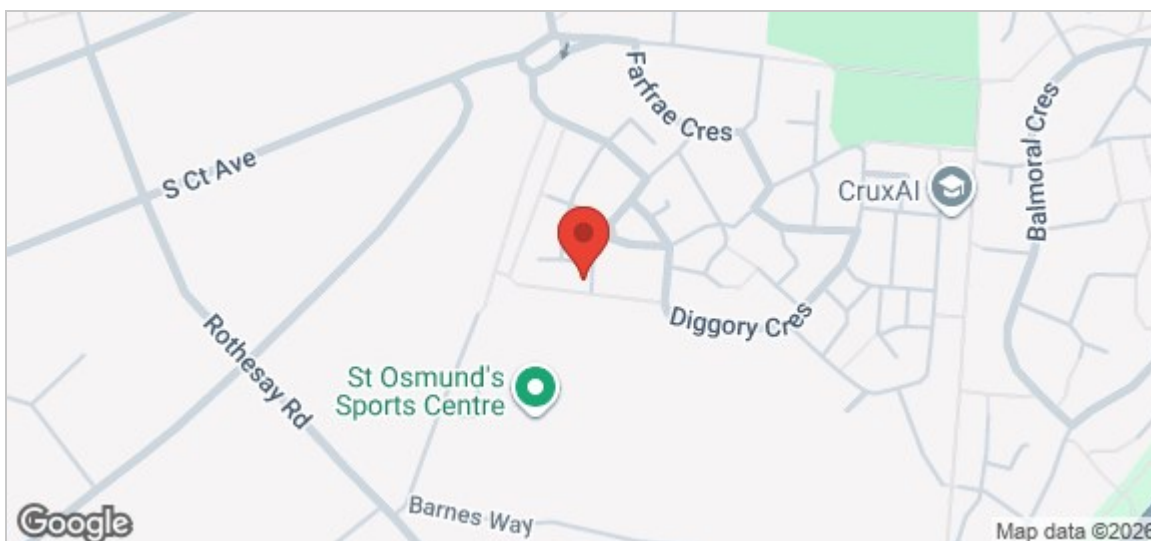 Farfrae Cres
S Ct Ave
CruxAI
Balmoral Cres
Diggory Cres
Rothesay Rd
St Osmund's
Sports Centre
Barnes Way
Google
Map data ©2026